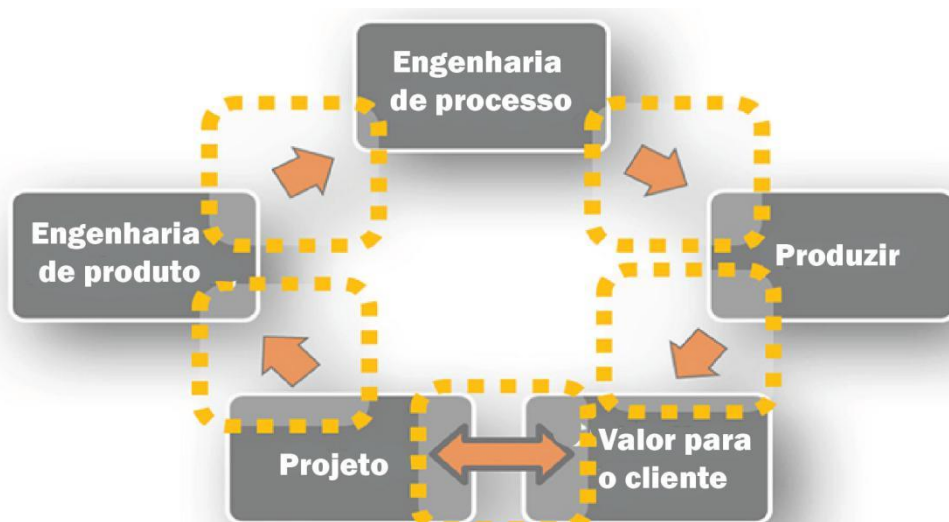 Engenharia
de processo
Engenharia
de produto
Produzir
Projeto
Valor para
o cliente